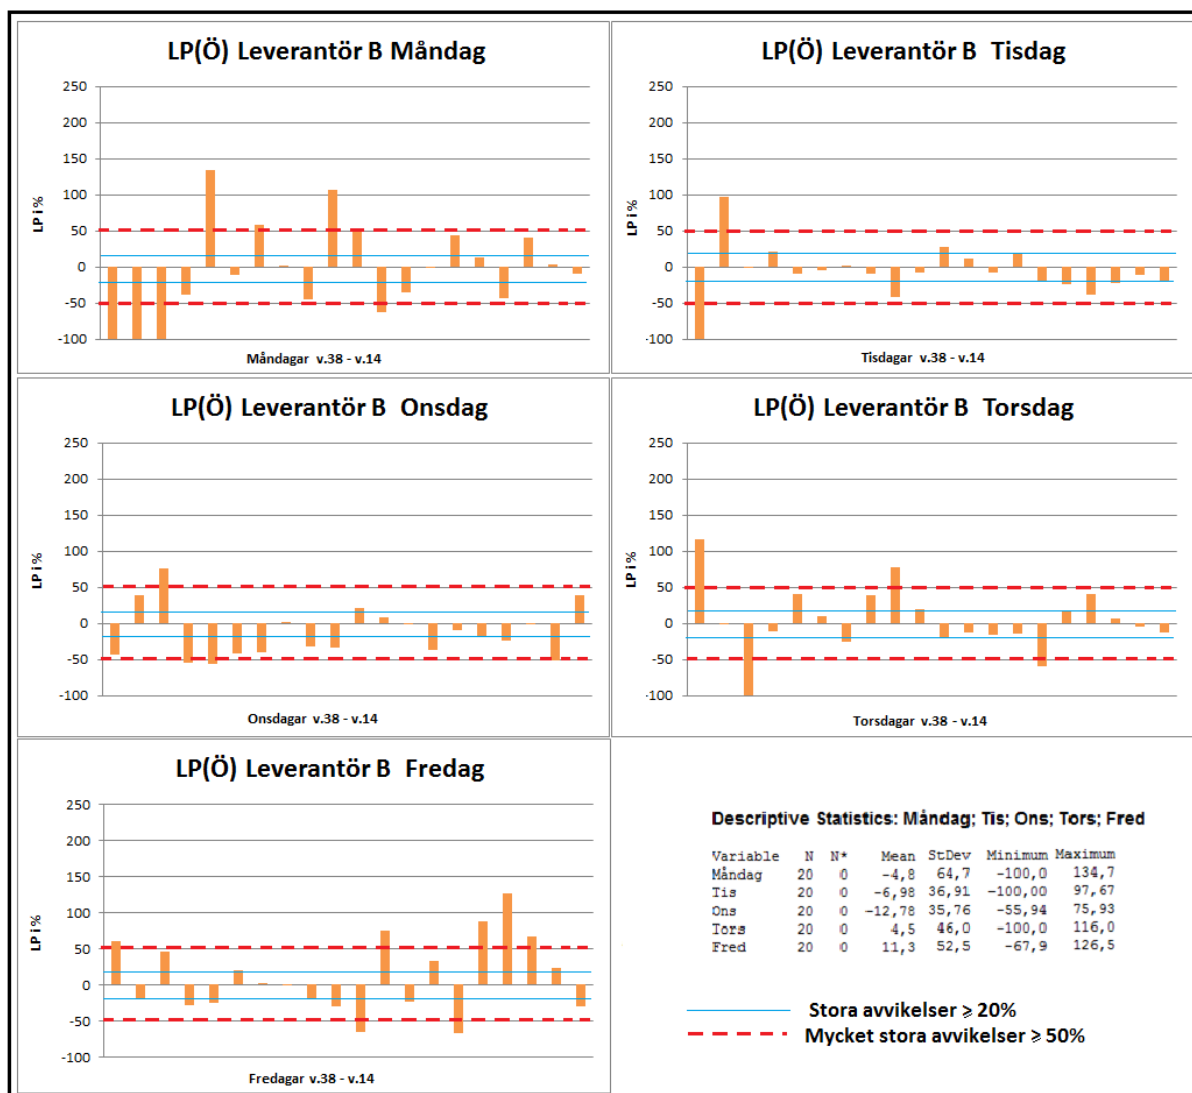 LP(Ö) Leverantör B Måndag
250
200
150
100
50
0
-50
-100
LP i %
Måndagar v.38 - v.14
LP(Ö) Leverantör B Tisdag
250
200
150
100
50
0
-50
-100
LP i %
Tisdagar v.38 - v.14
LP(Ö) Leverantör B Onsdag
250
200
150
100
50
0
-50
-100
LP i %
Onsdagar v.38 - v.14
LP(Ö) Leverantör B Torsdag
250
200
150
100
50
0
-50
-100
LP i %
Torsdagar v.38 - v.14
LP(Ö) Leverantör B Fredag
250
200
150
100
50
0
-50
-100
LP i %
Fredagar v.38 - v.14
Descriptive Statistics: Måndag; Tis; Ons; Tors; Fred
Variable N N* Mean StDev Minimum Maximum
Måndag 20 0 -4,8 64,7 -100,0 134,7
Tis 20 0 -6,98 36,91 -100,00 97,67
Ons 20 0 -12,78 35,76 -55,94 75,93
Tors 20 0 4,5 46,0 -100,0 116,0
Fred 20 0 11,3 52,5 -67,9 126,5
Stora avvikelser ⩾ 20%
Mycket stora avvikelser ⩾ 50%